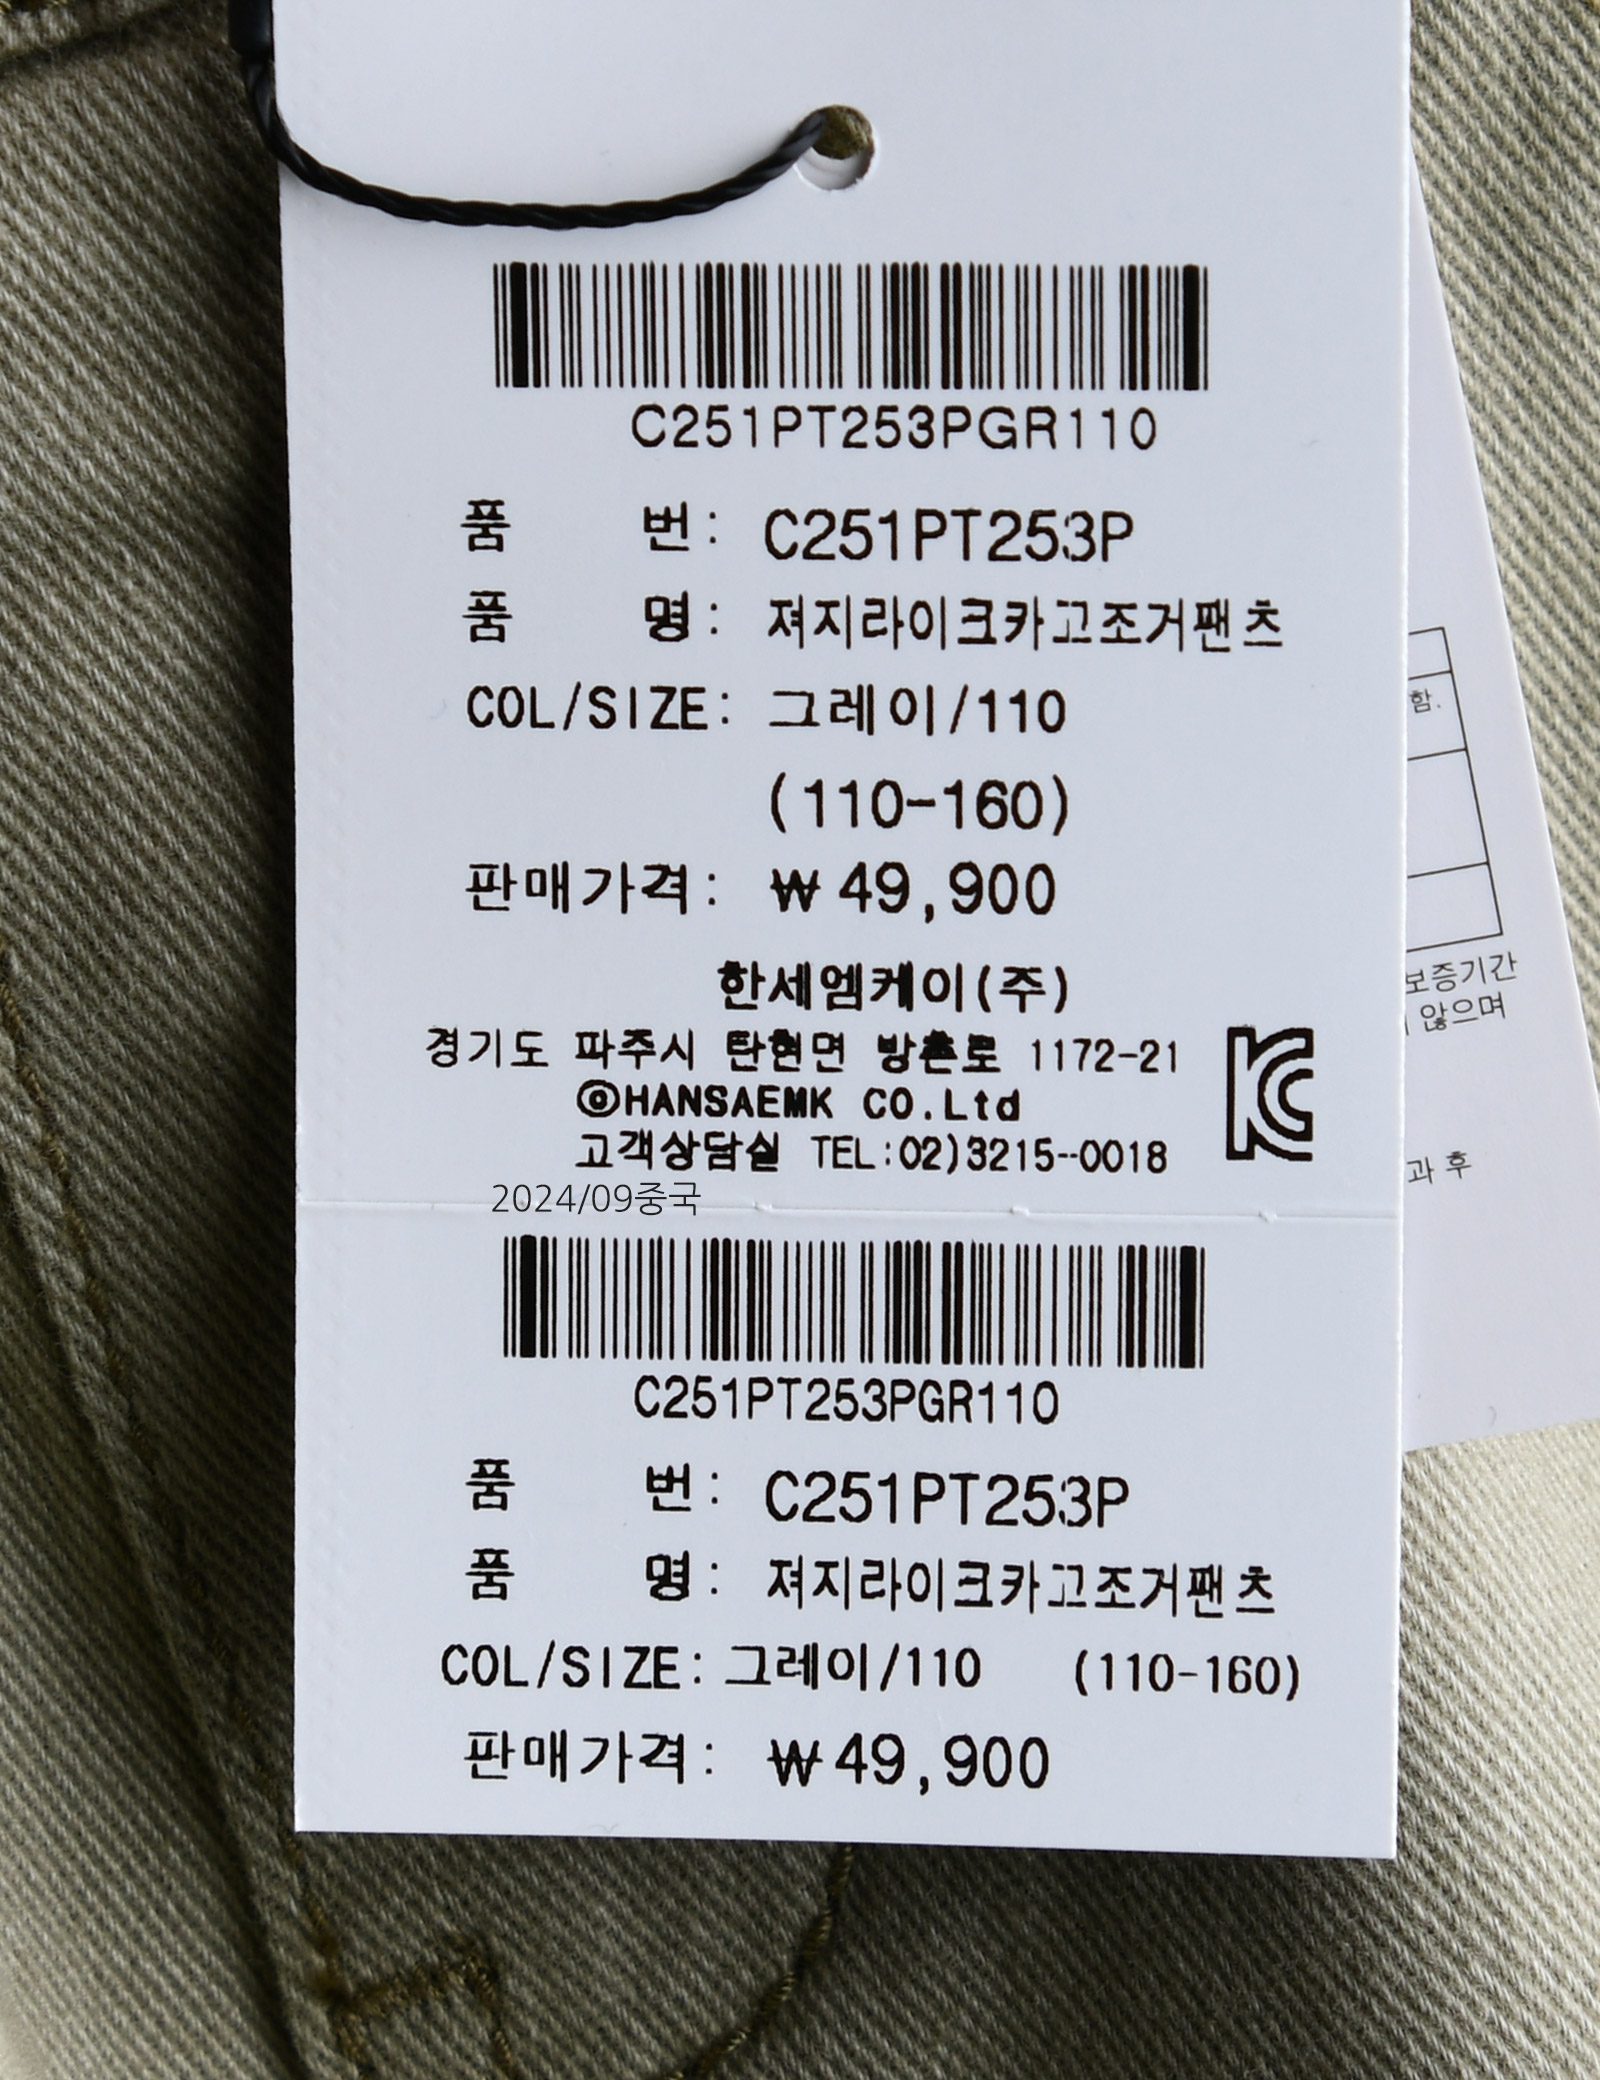 C251PT253PGR110
품 번: C251PT253P
품 명: 져지라이크카고조거팬츠
COL/SIZE: 그레이/110
(110-160)
판매가격: ₩49,900
한세엠케이(주)
경기도 파주시 탄현면 방촌로 1172-21
©HANSAEMK CO.Ltd
고객상담실 TEL:02)3215--0018
2024/09중국
C251PT253PGR110
품 번: C251PT253P
품 명: 져지라이크카고조거팬츠
COL/SIZE: 그레이/110 (110-160)
판매가격: ₩49,900
함.
보증기간
않으며
과 후